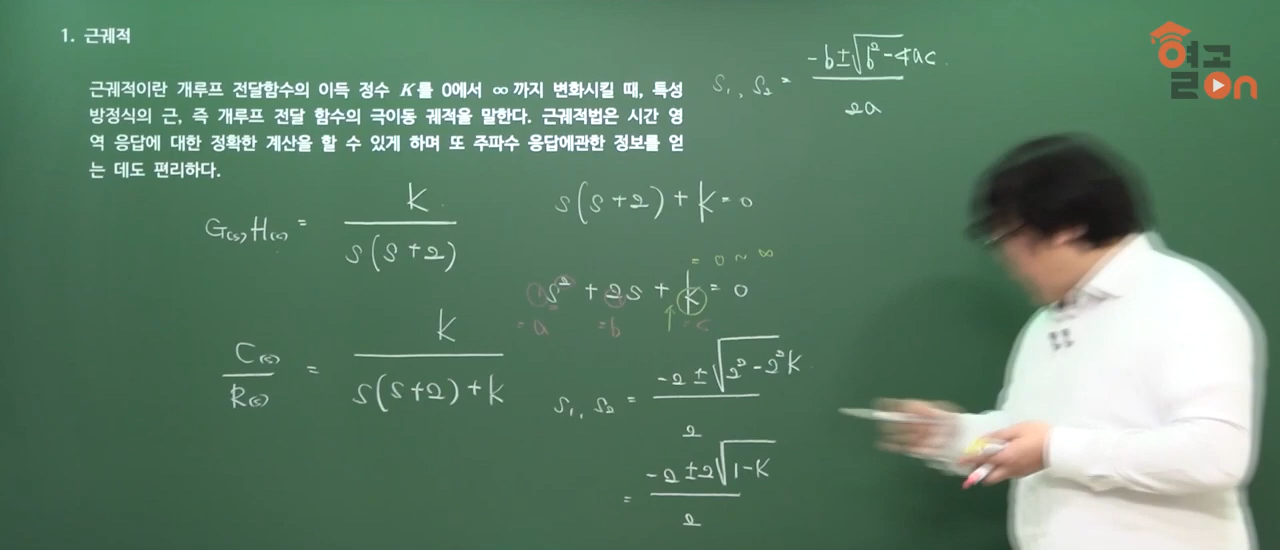 1. 근궤적
근궤적이란 개루프 전달함수의 이득 정수 K를 0에서 ∞까지 변화시킬 때, 특성
방정식의 근, 즉 개루프 전달 함수의 극이동 궤적을 말한다. 근궤적법은 시간 영
역 응답에 대한 정확한 계산을 할 수 있게 하며 또 주파수 응답에관한 정보를 얻
는 데도 편리하다.
G(s)H(s) = K / s(s+2)
C(s) / R(s) = K / s(s+2)+K
s(s+2)+K=0
= 0 ~ ∞
s²+2s+K=0
=a =b ↑ =c
s₁, s₂ = -2±√2²-2²K / 2
= -2±2√1-K / 2
s₁, s₂ = -b±√b²-4ac / 2a
열고
On